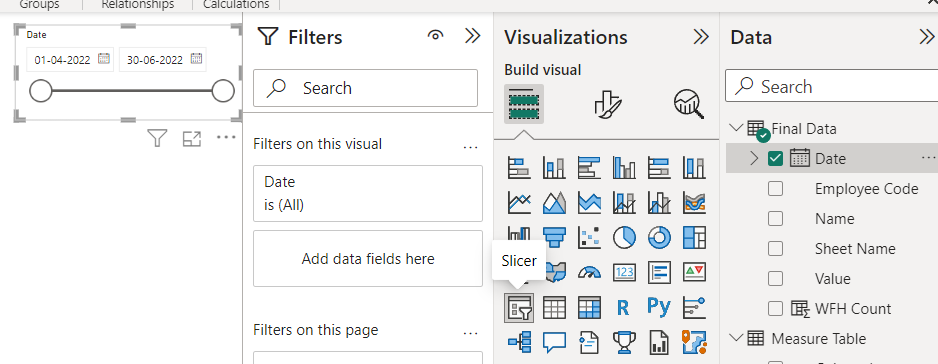 Groups
Relationships
Calculations
Date
01-04-2022
30-06-2022
Filters
Search
Filters on this visual
...
Date
is (All)
Add data fields here
Filters on this page
...
Visualizations
Build visual
Slicer
123
R
Py
Data
Search
Final Data
Date
...
Employee Code
Name
Sheet Name
Value
WFH Count
Measure Table